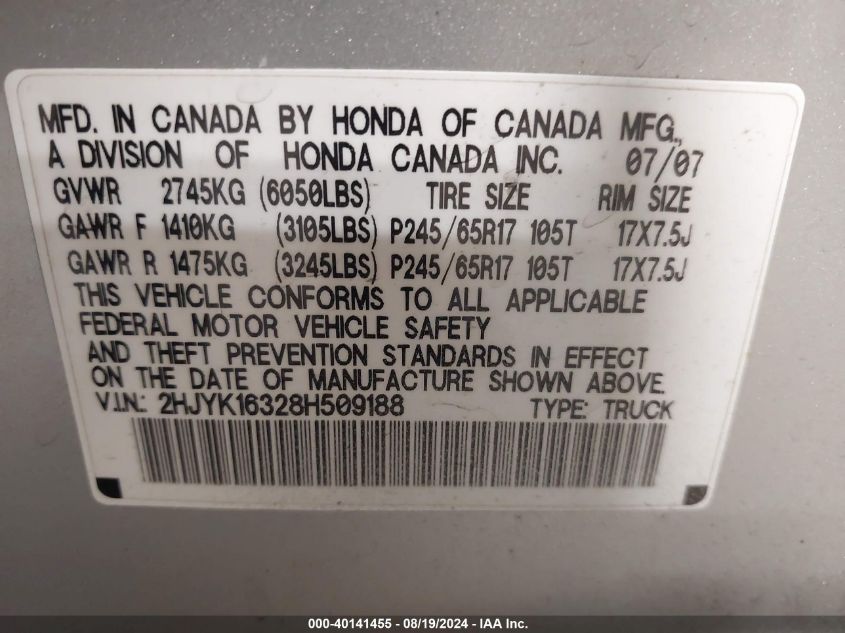 MFD. IN CANADA BY HONDA OF CANADA MFG.,
A DIVISION OF HONDA CANADA INC. 07/07
GVWR 2745KG (6050LBS) TIRE SIZE RIM SIZE
GAWR F 1410KG (3105LBS) P245/65R17 105T 17X7.5J
GAWR R 1475KG (3245LBS) P245/65R17 105T 17X7.5J
THIS VEHICLE CONFORMS TO ALL APPLICABLE
FEDERAL MOTOR VEHICLE SAFETY
AND THEFT PREVENTION STANDARDS IN EFFECT
ON THE DATE OF MANUFACTURE SHOWN ABOVE.
V.I.N.: 2HJYK16328H509188 TYPE: TRUCK
000-40141455 - 08/19/2024 - IAA Inc.